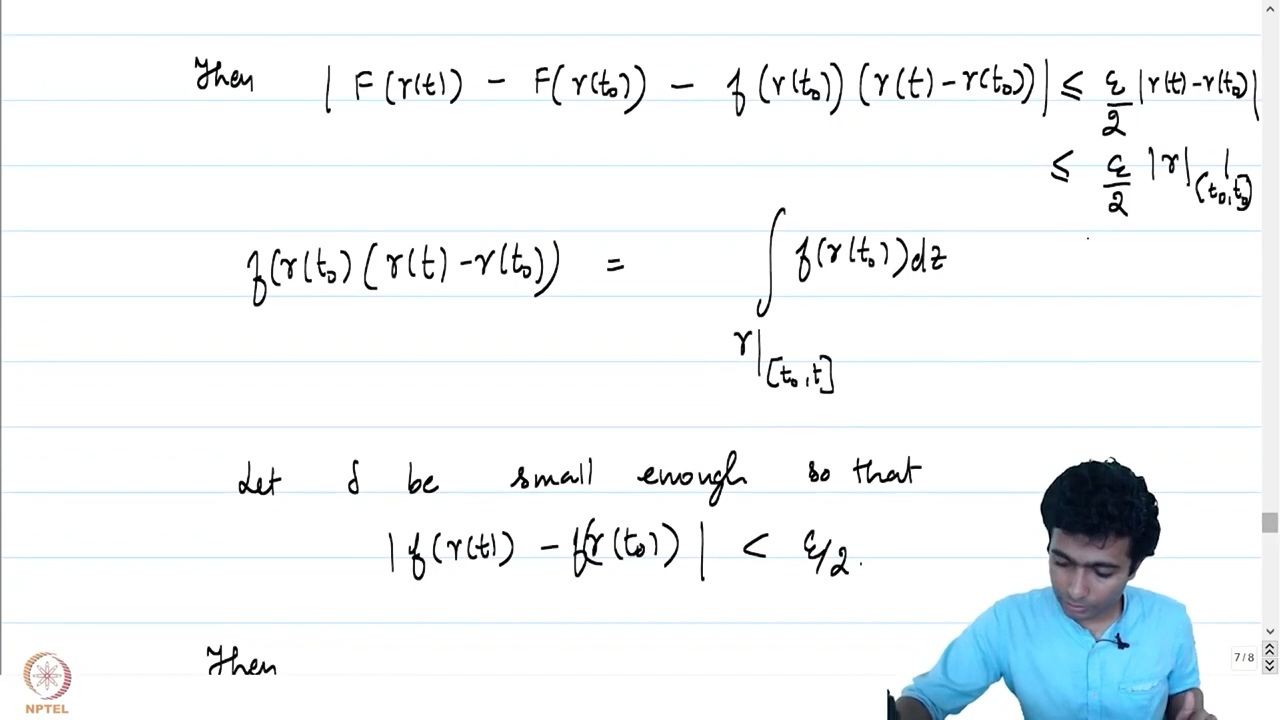 Then | F(γ(t)) - F(γ(t₀)) - f(γ(t₀))(γ(t)-γ(t₀)) | ≤ ε/2 |γ(t)-γ(t₀)|
≤ ε/2 |γ|_[t₀,t]|
f(γ(t₀)(γ(t)-γ(t₀)) = ∫_γ|[t₀,t] f(γ(t₀))dz
Let δ be small enough so that
|f(γ(t)) - f(γ(t₀))| < ε/2.
Then
7/8
NPTEL